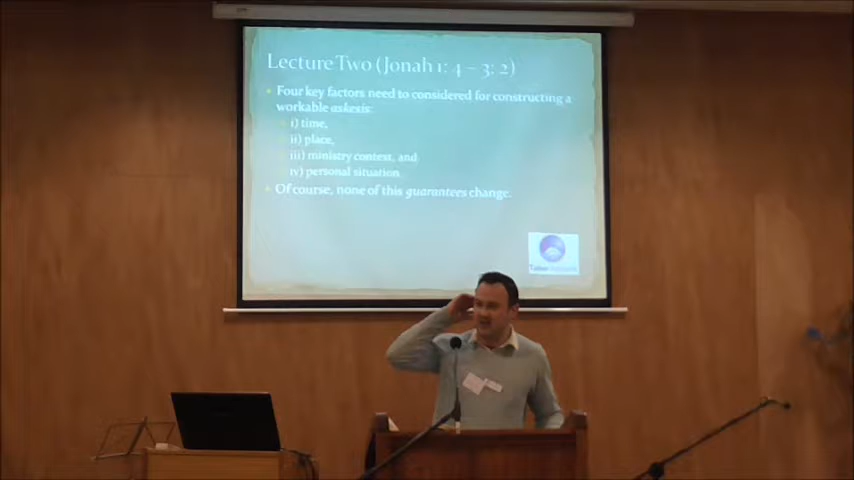 Lecture Two (Jonah 1: 4 – 3: 2)
Four key factors need to considered for constructing a
workable askesis:
i) time,
ii) place,
iii) ministry context, and
iv) personal situation.
Of course, none of this guarantees change.